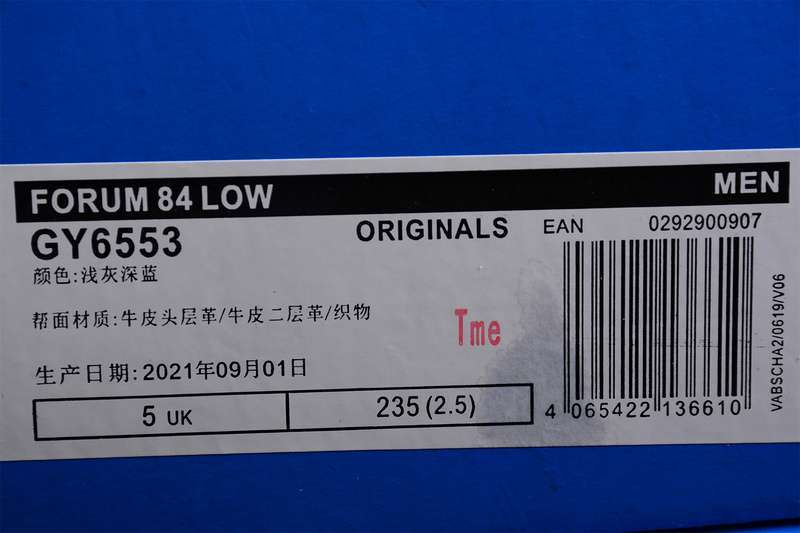 FORUM 84 LOW MEN
GY6553 ORIGINALS EAN 0292900907
颜色:浅灰深蓝
帮面材质:牛皮头层革/牛皮二层革/织物
Tme
生产日期:2021年09月01日
5 UK 235(2.5)
4 065422 136610
VABSCHA2/0619/V06